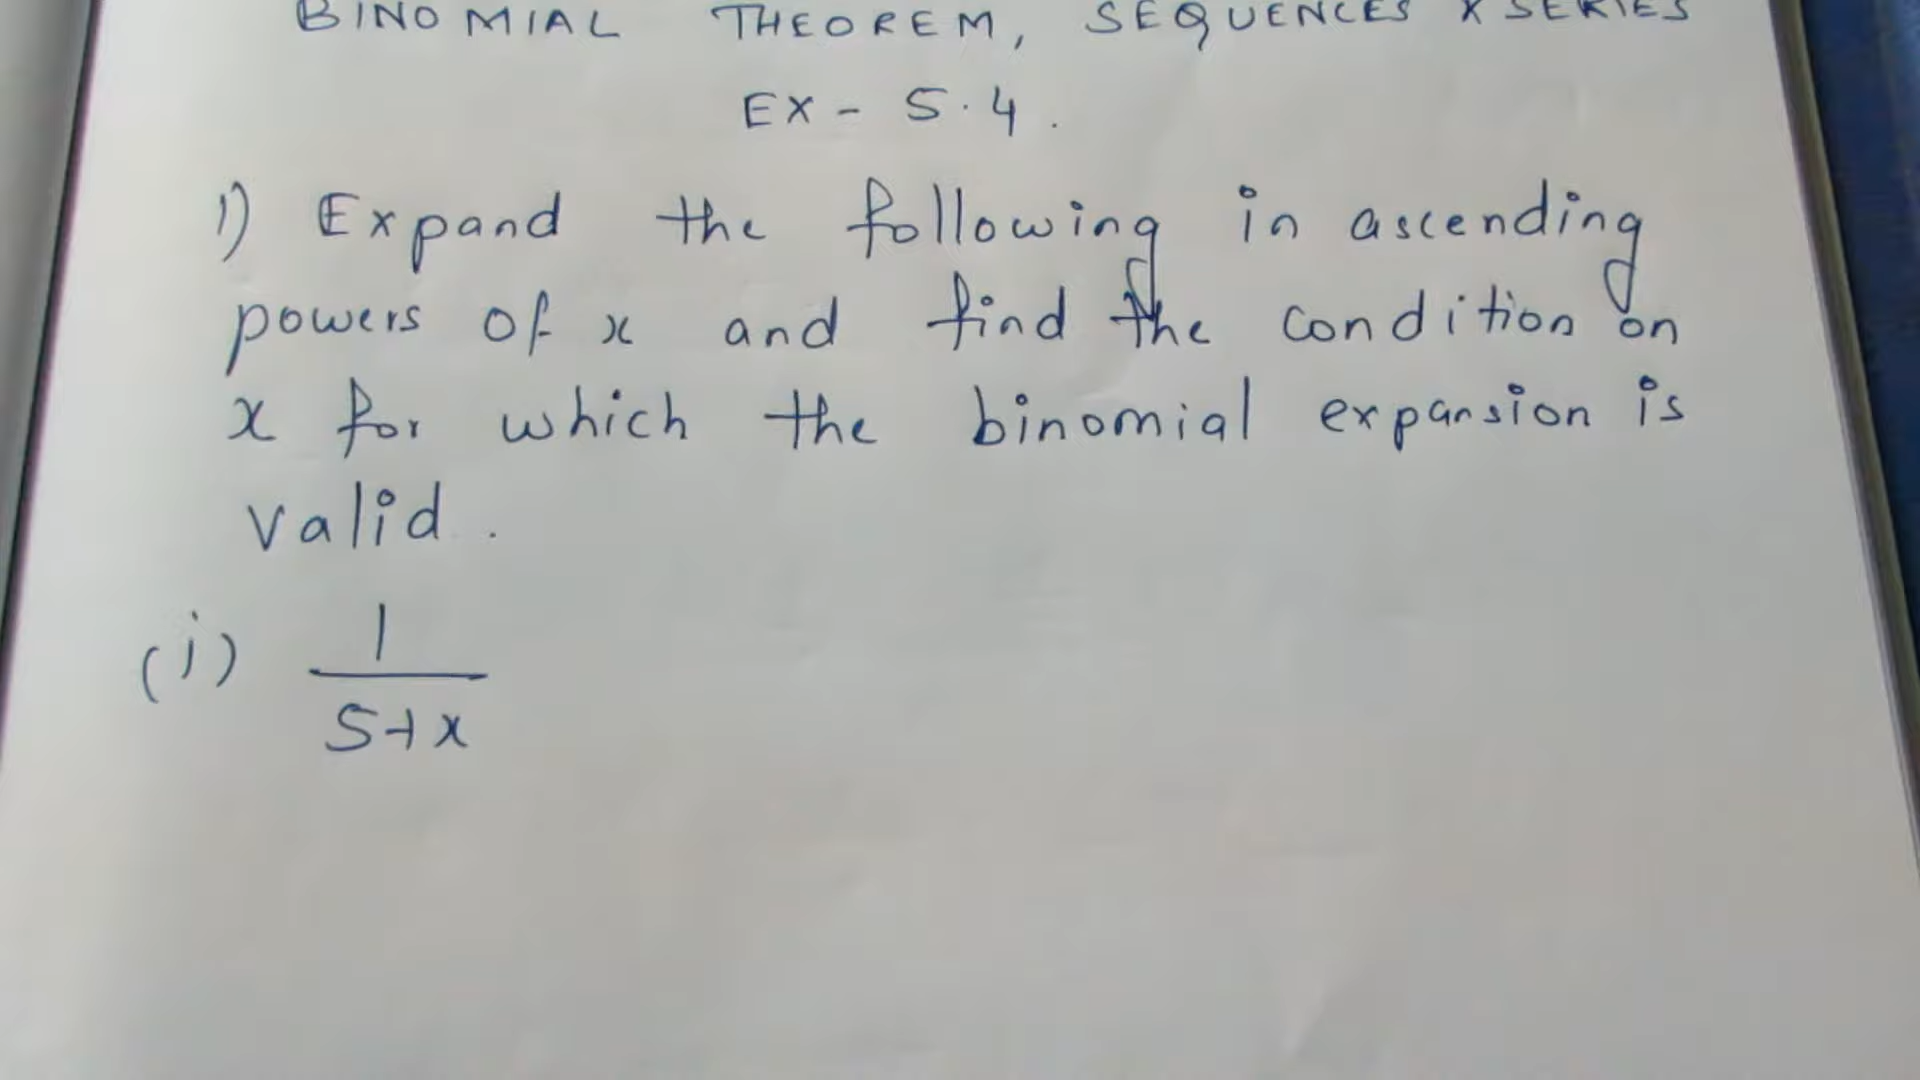 BINOMIAL THEOREM, SEQUENCES & SERIES
EX - 5.4.
1) Expand the following in ascending
powers of x and find the condition on
x for which the binomial expansion is
valid.
(i) 1
5+x